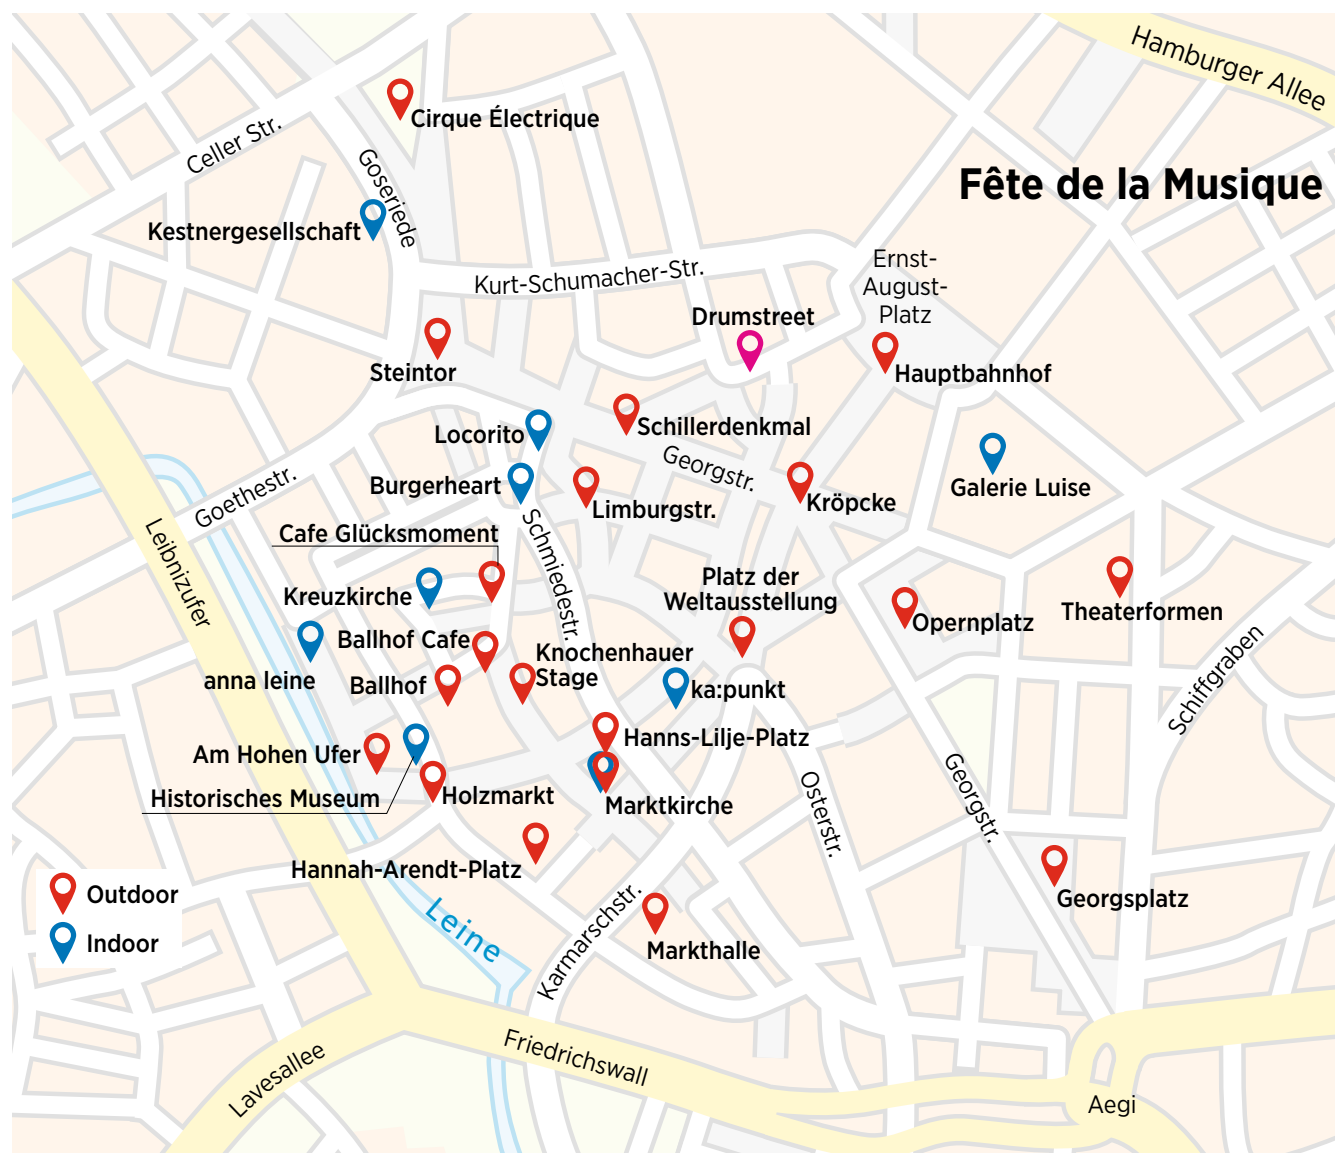 Hamburger Allee
Cirque Électrique
Celler Str.
Goseriede
Fête de la Musique
Kestnergesellschaft
Kurt-Schumacher-Str.
Ernst-
August-
Platz
Drumstreet
Steintor
Hauptbahnhof
Locorito
Schillerdenkmal
Georgstr.
Burgerheart
Galerie Luise
Goethestr.
Limburgstr.
Kröpcke
Cafe Glücksmoment
Schmiedestr.
Leibnizufer
Kreuzkirche
Platz der
Weltausstellung
Theaterformen
Opernplatz
Ballhof Cafe
Knochenhauer
Stage
anna leine
Ballhof
ka:punkt
Schiffgraben
Hanns-Lilje-Platz
Am Hohen Ufer
Historisches Museum
Holzmarkt
Marktkirche
Osterstr.
Georgstr.
Hannah-Arendt-Platz
Outdoor
Indoor
Leine
Karmarschstr.
Georgsplatz
Markthalle
Friedrichswall
Lavesallee
Aegi